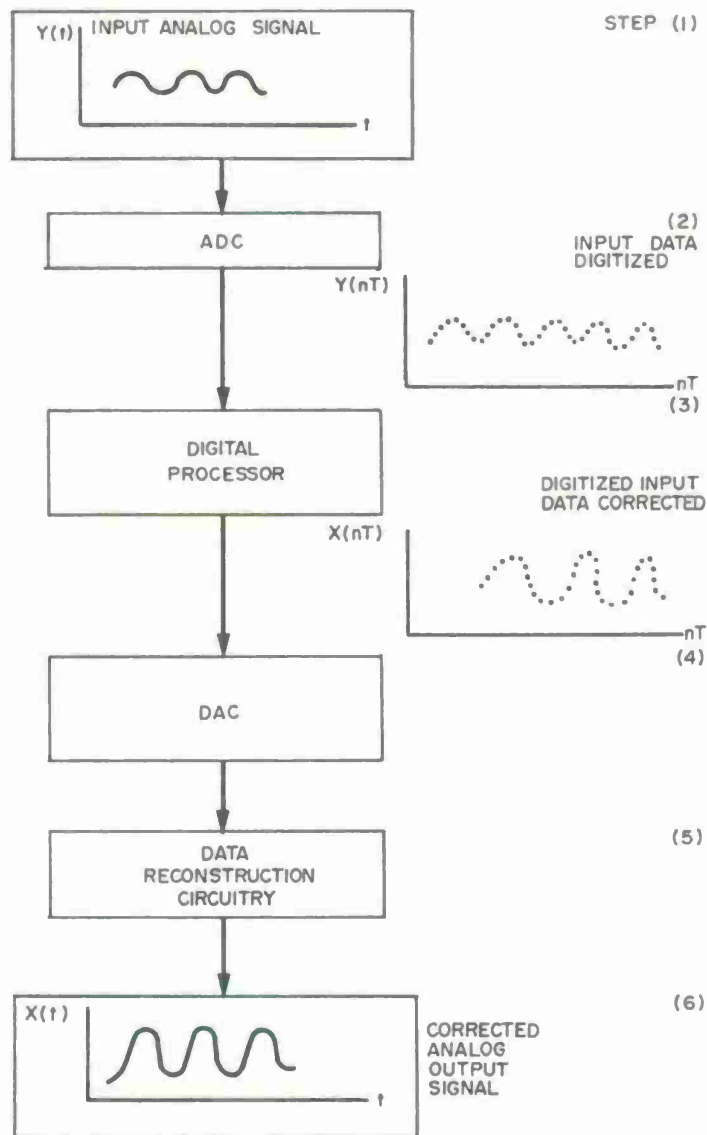 Y(t) INPUT ANALOG SIGNAL
STEP (1)
t
ADC
(2)
INPUT DATA
DIGITIZED
Y(nT)
nT
(3)
DIGITAL
PROCESSOR
DIGITIZED INPUT
DATA CORRECTED
X(nT)
nT
(4)
DAC
(5)
DATA
RECONSTRUCTION
CIRCUITRY
(6)
X(t)
t
CORRECTED
ANALOG
OUTPUT
SIGNAL